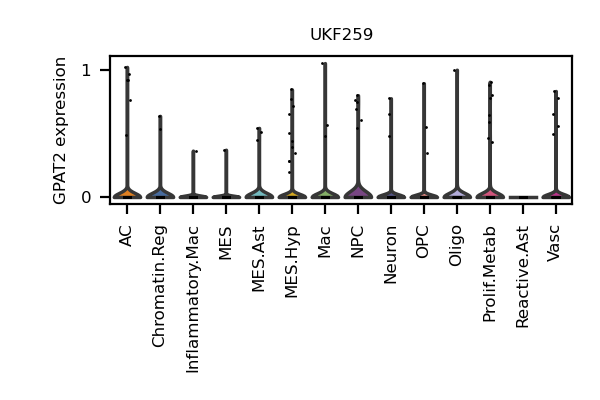 UKF259
GPAT2 expression
1
0
AC
Chromatin.Reg
Inflammatory.Mac
MES
MES.Ast
MES.Hyp
Mac
NPC
Neuron
OPC
Oligo
Prolif.Metab
Reactive.Ast
Vasc